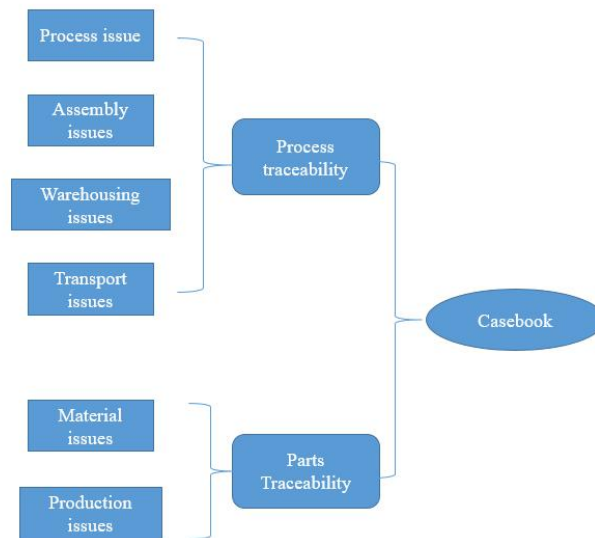 Process issue
Assembly
issues
Warehousing
issues
Transport
issues
Process
traceability
Casebook
Material
issues
Production
issues
Parts
Traceability